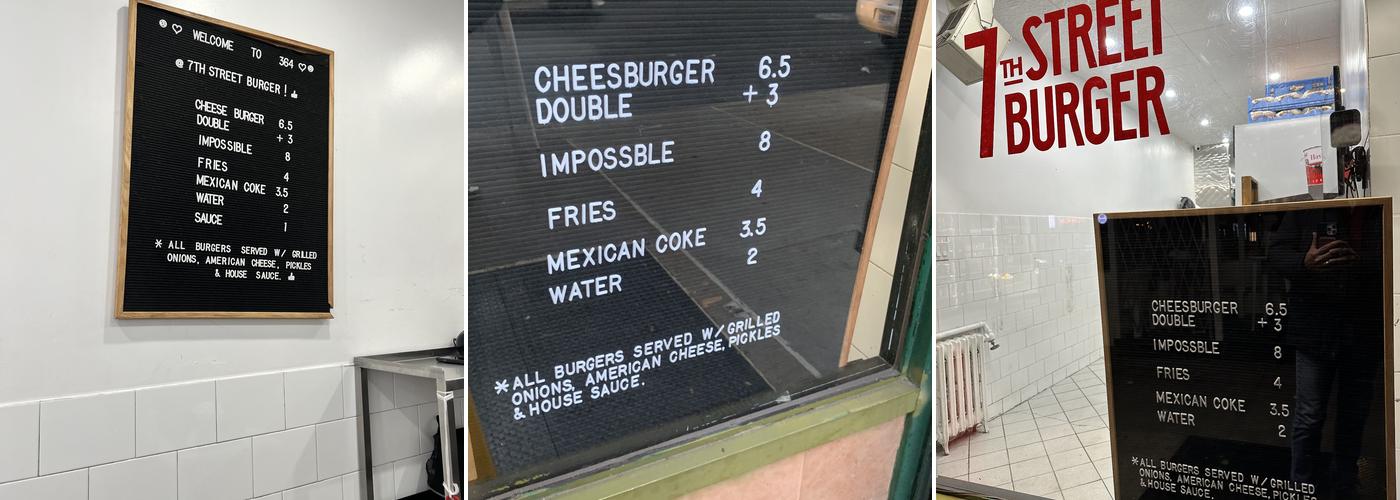 WELCOME TO 364
@ 7TH STREET BURGER!
CHEESE BURGER 6.5
DOUBLE + 3
IMPOSSIBLE 8
FRIES 4
MEXICAN COKE 3.5
WATER 2
SAUCE 1
* ALL BURGERS SERVED W/ GRILLED
ONIONS, AMERICAN CHEESE, PICKLES
& HOUSE SAUCE.
CHEESBURGER 6.5
DOUBLE + 3
IMPOSSBLE 8
FRIES 4
MEXICAN COKE 3.5
WATER 2
*ALL BURGERS SERVED W/GRILLED
ONIONS, AMERICAN CHEESE, PICKLES
& HOUSE SAUCE.
7TH STREET
BURGER
CHEESBURGER 6.5
DOUBLE + 3
IMPOSSBLE 8
FRIES 4
MEXICAN COKE 3.5
WATER 2
*ALL BURGERS SERVED W/GRILLED
ONIONS, AMERICAN CHEESE PICKLES
& HOUSE SAUCE